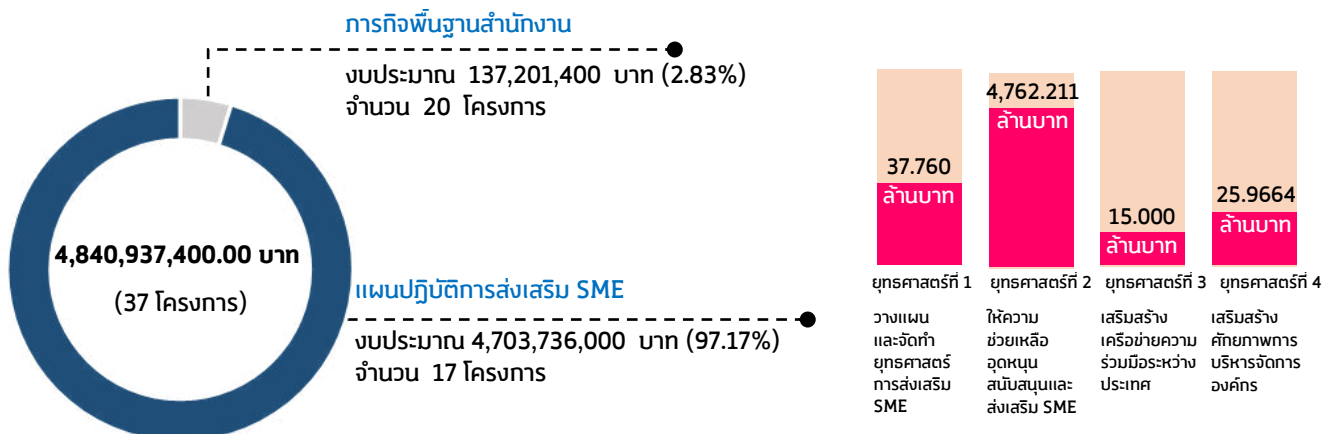 ภารกิจพื้นฐานสำนักงาน
งบประมาณ 137,201,400 บาท (2.83%)
จำนวน 20 โครงการ
4,840,937,400.00 บาท
(37 โครงการ)
แผนปฏิบัติการส่งเสริม SME
งบประมาณ 4,703,736,000 บาท (97.17%)
จำนวน 17 โครงการ
37.760
ล้านบาท
4,762.211
ล้านบาท
15.000
ล้านบาท
25.9664
ล้านบาท
ยุทธศาสตร์ที่ 1
วางแผน
และจัดทำ
ยุทธศาสตร์
การส่งเสริม
SME
ยุทธศาสตร์ที่ 2
ให้ความ
ช่วยเหลือ
อุดหนุน
สนับสนุนและ
ส่งเสริม SME
ยุทธศาสตร์ที่ 3
เสริมสร้าง
เครือข่ายความ
ร่วมมือระหว่าง
ประเทศ
ยุทธศาสตร์ที่ 4
เสริมสร้าง
ศักยภาพการ
บริหารจัดการ
องค์กร